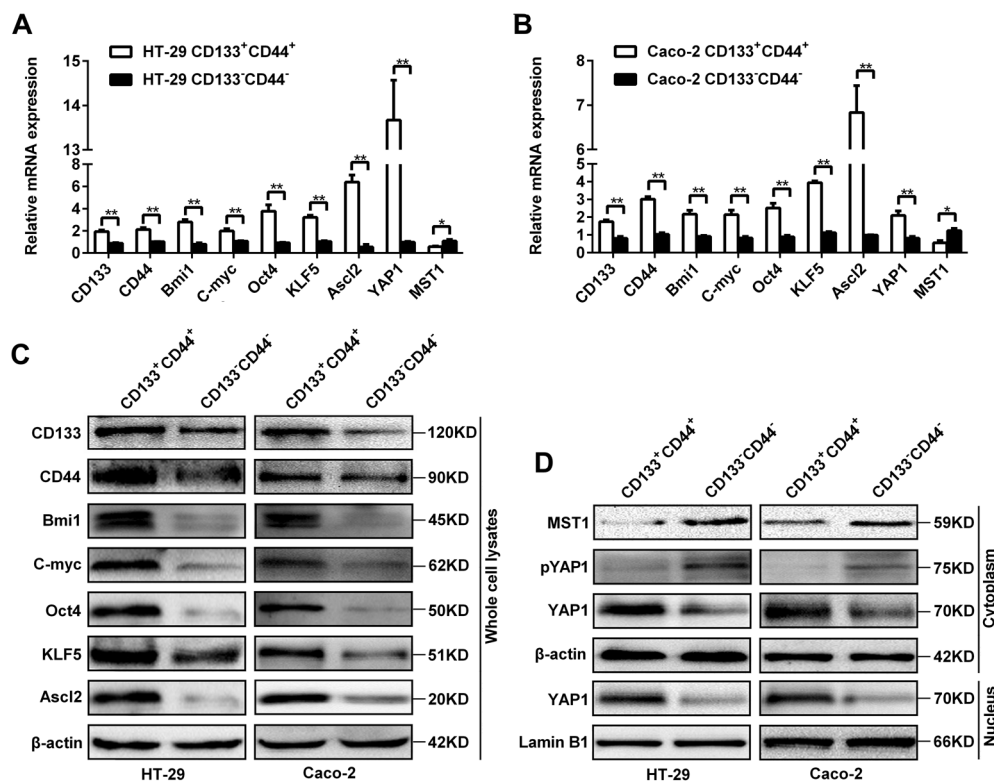 A
HT-29 CD133+CD44+
HT-29 CD133-CD44-
Relative mRNA expression
15
14
13
8
6
4
2
0
** ** ** ** ** ** ** ** *
CD133 CD44 Bmi1 C-myc Oct4 KLF5 Ascl2 YAP1 MST1
B
Caco-2 CD133+CD44+
Caco-2 CD133-CD44-
Relative mRNA expression
8
7
6
5
4
3
2
1
0
** ** ** ** ** ** ** ** *
CD133 CD44 Bmi1 C-myc Oct4 KLF5 Ascl2 YAP1 MST1
C
CD133+CD44+ CD133-CD44- CD133+CD44+ CD133-CD44-
CD133 120KD
CD44 90KD
Bmi1 45KD
C-myc 62KD
Oct4 50KD
KLF5 51KD
Ascl2 20KD
β-actin 42KD
Whole cell lysates
HT-29 Caco-2
D
CD133+CD44+ CD133-CD44- CD133+CD44+ CD133-CD44-
MST1 59KD
pYAP1 75KD
YAP1 70KD
β-actin 42KD
Cytoplasm
YAP1 70KD
Lamin B1 66KD
Nucleus
HT-29 Caco-2